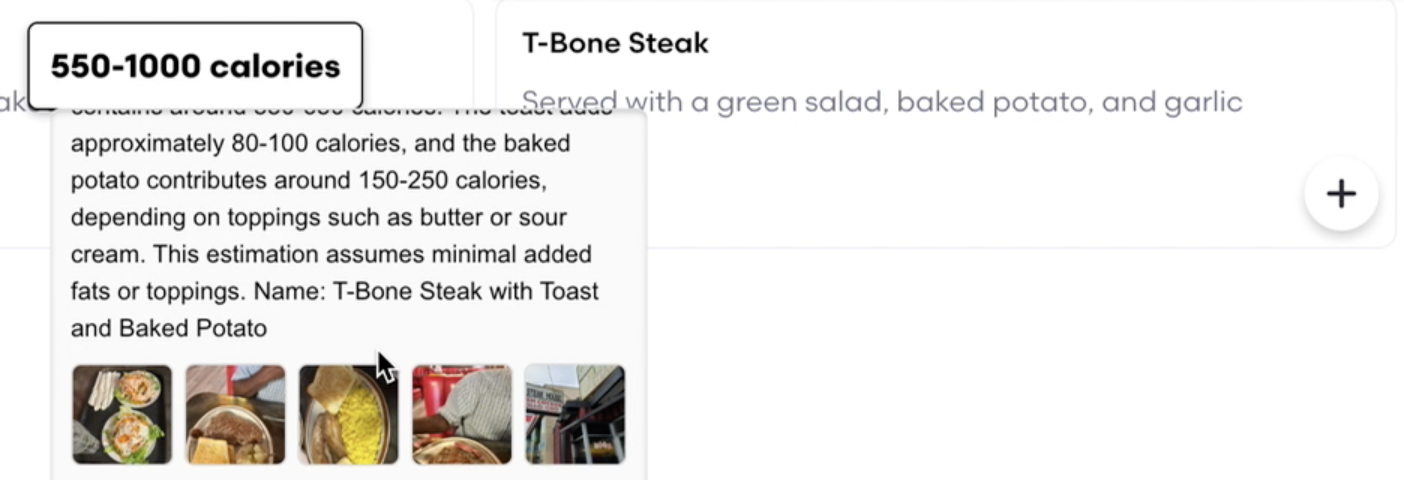 550-1000 calories
T-Bone Steak
ak
Served with a green salad, baked potato, and garlic
contains around calories. The toast adds
approximately 80-100 calories, and the baked
potato contributes around 150-250 calories,
depending on toppings such as butter or sour
cream. This estimation assumes minimal added
fats or toppings. Name: T-Bone Steak with Toast
and Baked Potato